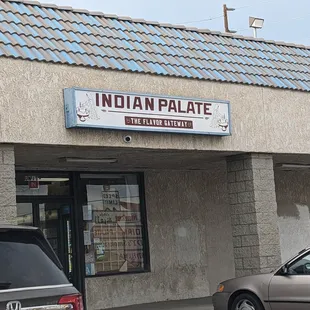 INDIAN PALATE
THE FLAVOR GATEWAY